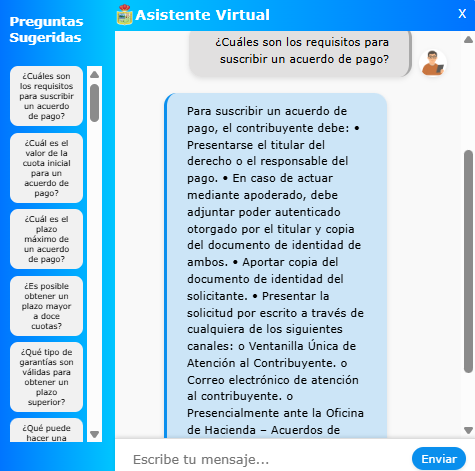 Preguntas
Sugeridas
Asistente Virtual
X
¿Cuáles son
los requisitos
para suscribir
un acuerdo
de pago?
¿Cuál es el
valor de la
cuota inicial
para un
acuerdo de
pago?
¿Cuál es el
plazo
máximo de
un acuerdo
de pago?
¿Es posible
obtener un
plazo mayor
a doce
cuotas?
¿Qué tipo de
garantías son
válidas para
obtener un
plazo
superior?
¿Qué puede
hacer una
¿Cuáles son los requisitos para
suscribir un acuerdo de pago?
Para suscribir un acuerdo de
pago, el contribuyente debe: •
Presentarse el titular del
derecho o el responsable del
pago. • En caso de actuar
mediante apoderado, debe
adjuntar poder autenticado
otorgado por el titular y copia
del documento de identidad de
ambos. • Aportar copia del
documento de identidad del
solicitante. • Presentar la
solicitud por escrito a través de
cualquiera de los siguientes
canales: o Ventanilla Única de
Atención al Contribuyente. o
Correo electrónico de atención
al contribuyente. o
Presencialmente ante la Oficina
de Hacienda – Acuerdos de
Escribe tu mensaje...
Enviar